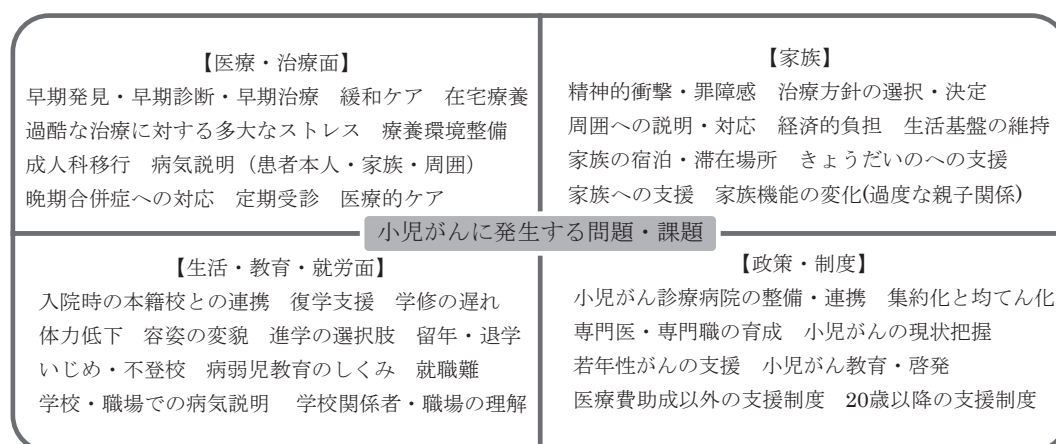 【医療・治療面】
早期発見・早期診断・早期治療 緩和ケア 在宅療養
過酷な治療に対する多大なストレス 療養環境整備
成人科移行 病気説明（患者本人・家族・周囲）
晩期合併症への対応 定期受診 医療的ケア
【家族】
精神的衝撃・罪障感 治療方針の選択・決定
周囲への説明・対応 経済的負担 生活基盤の維持
家族の宿泊・滞在場所 きょうだいのへの支援
家族への支援 家族機能の変化(過度な親子関係)
小児がんに発生する問題・課題
【生活・教育・就労面】
入院時の本籍校との連携 復学支援 学修の遅れ
体力低下 容姿の変貌 進学の選択肢 留年・退学
いじめ・不登校 病弱児教育のしくみ 就職難
学校・職場での病気説明 学校関係者・職場の理解
【政策・制度】
小児がん診療病院の整備・連携 集約化と均てん化
専門医・専門職の育成 小児がんの現状把握
若年性がんの支援 小児がん教育・啓発
医療費助成以外の支援制度 20歳以降の支援制度